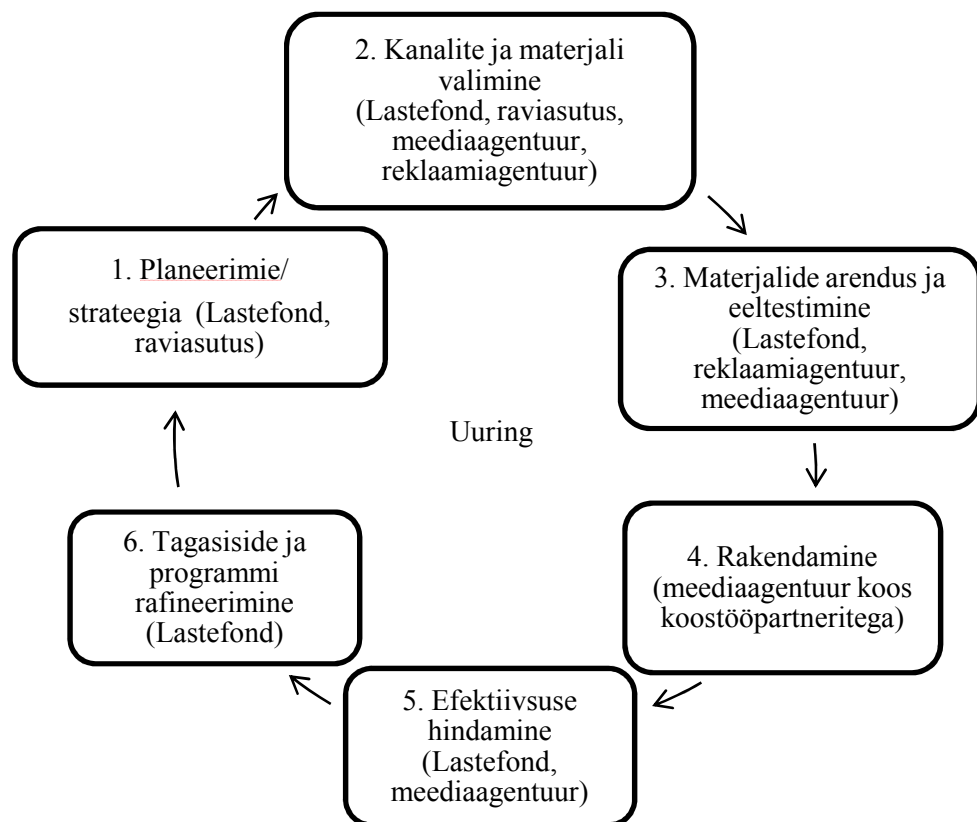 2. Kanalite ja materjali
valimine
(Lastefond, raviasutus,
meediaagentuur,
reklaamiagentuur)
1. Planeerimie/
strateegia (Lastefond,
raviasutus)
3. Materjalide arendus ja
eeltestimine
(Lastefond,
reklaamiagentuur,
meediaagentuur)
Uuring
6. Tagasiside ja
programmi
rafineerimine
(Lastefond)
4. Rakendamine
(meediaagentuur koos
koostööpartneritega)
5. Efektiivsuse
hindamine
(Lastefond,
meediaagentuur)